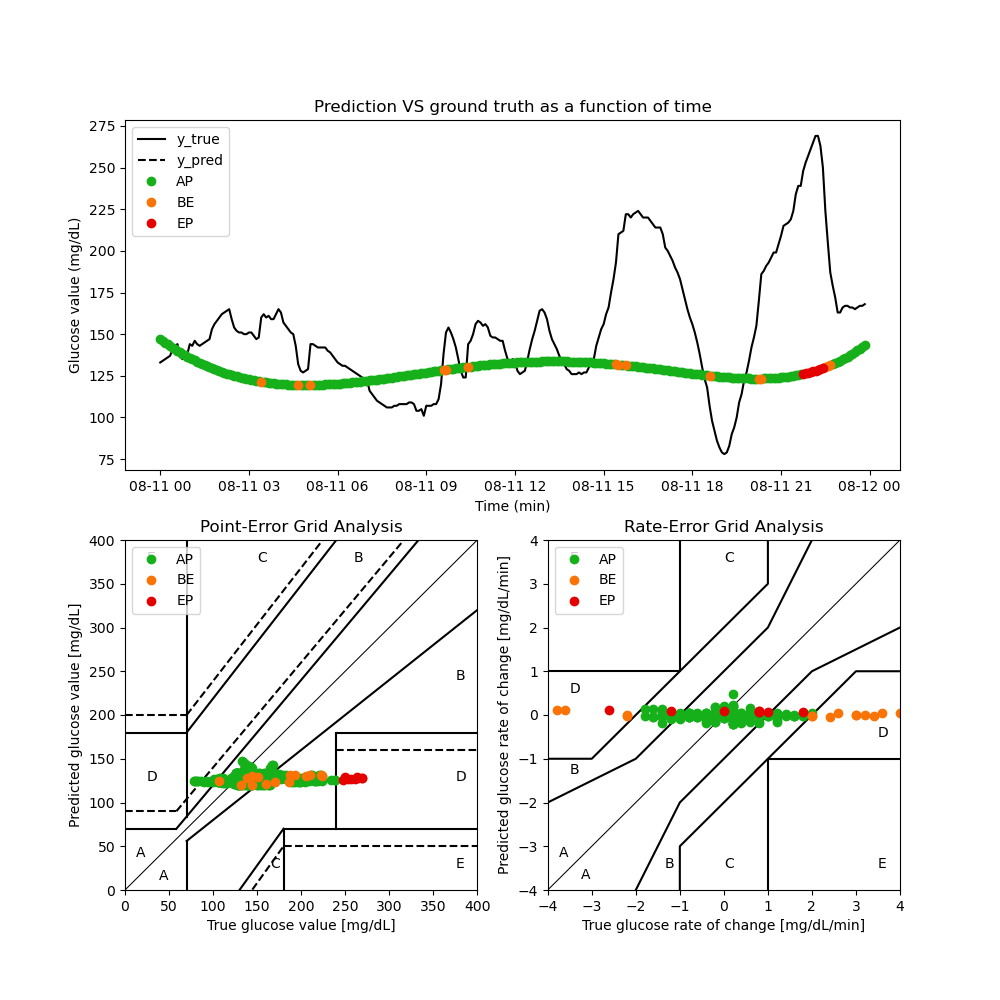 Prediction VS ground truth as a function of time
Glucose value (mg/dL)
275
250
225
200
175
150
125
100
75
y_true
y_pred
AP
BE
EP
08-11 00 08-11 03 08-11 06 08-11 09 08-11 12 08-11 15 08-11 18 08-11 21 08-12 00
Time (min)
Point-Error Grid Analysis
Predicted glucose value [mg/dL]
400
350
300
250
200
150
100
50
0
AP
BE
EP
C
B
B
D
D
A
A
C
E
0 50 100 150 200 250 300 350 400
True glucose value [mg/dL]
Rate-Error Grid Analysis
Predicted glucose rate of change [mg/dL/min]
4
3
2
1
0
−1
−2
−3
−4
AP
BE
EP
C
D
D
B
A
A
B
C
E
−4 −3 −2 −1 0 1 2 3 4
True glucose rate of change [mg/dL/min]